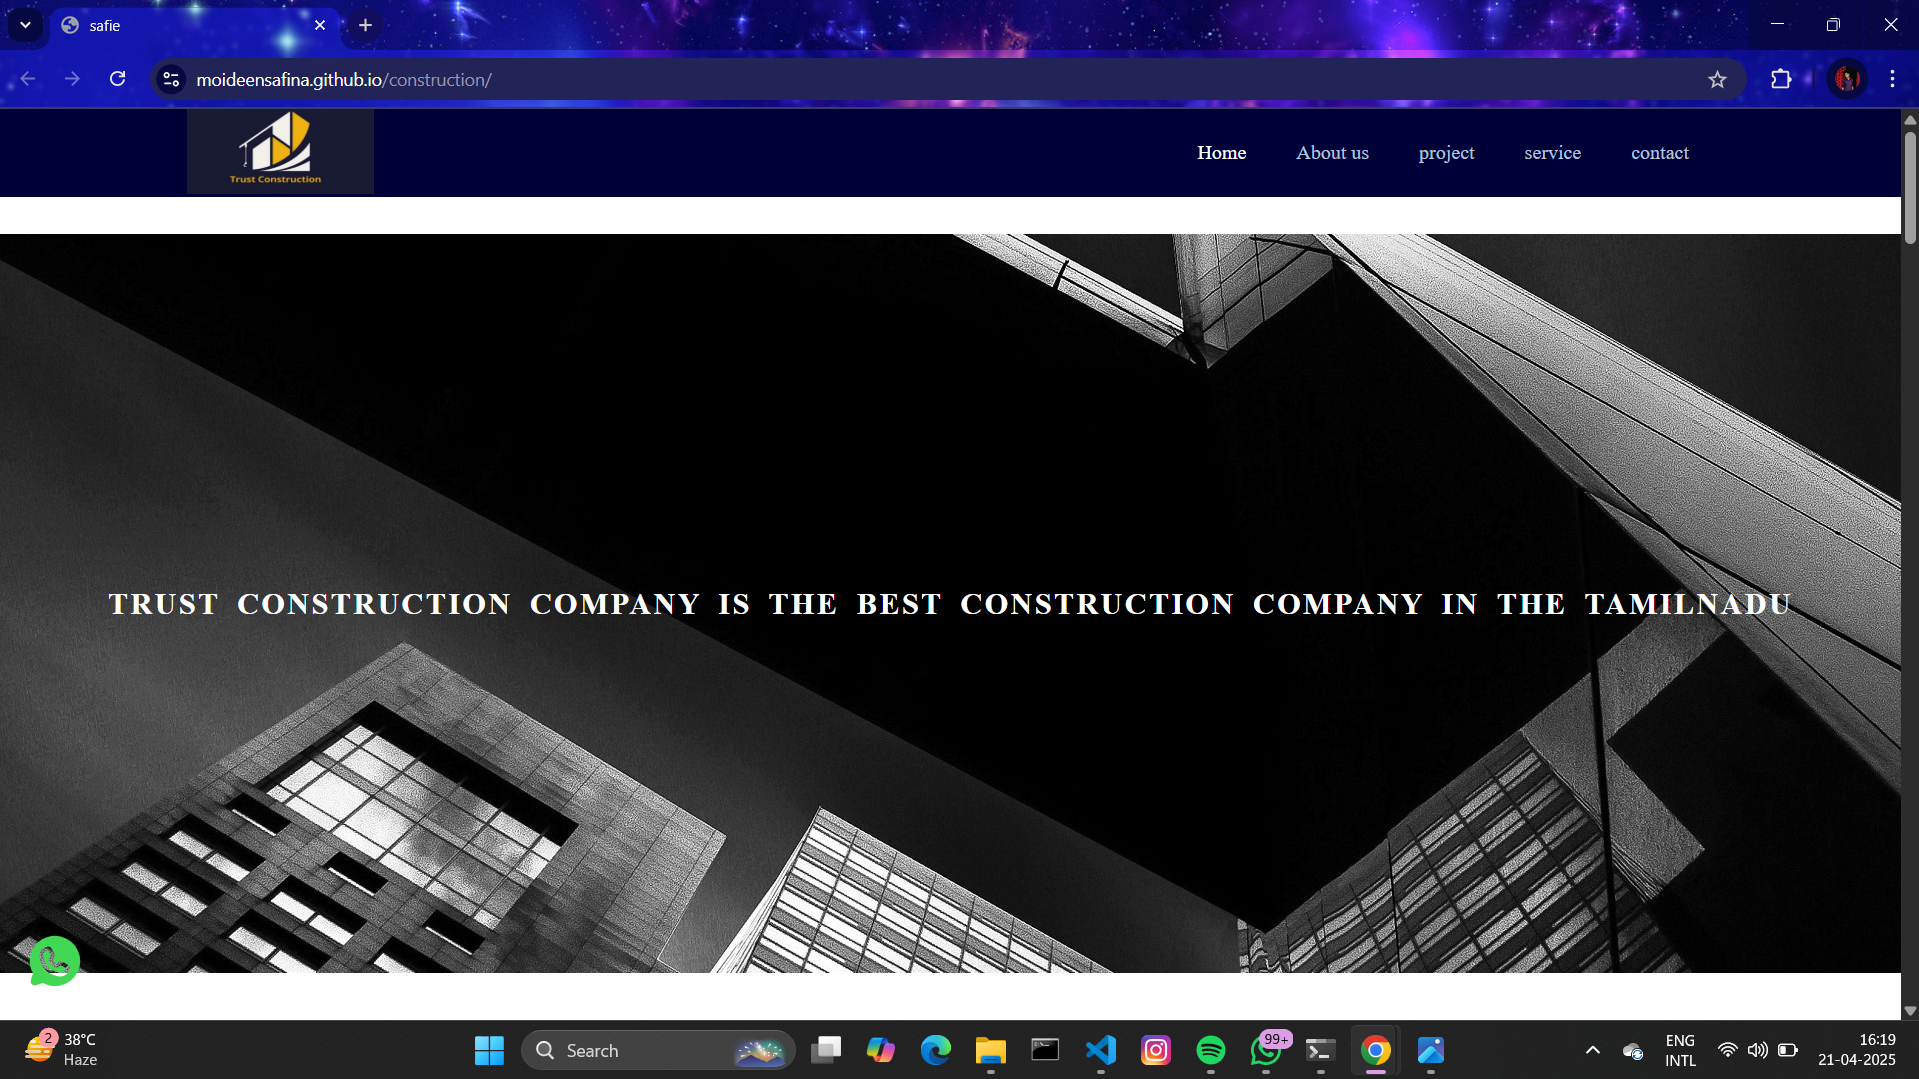 safie
moideensafina.github.io/construction/
Trust Construction
Home About us project service contact
TRUST CONSTRUCTION COMPANY IS THE BEST CONSTRUCTION COMPANY IN THE TAMILNADU
2
38°C
Haze
Search
99+
ENG
INTL
16:19
21-04-2025